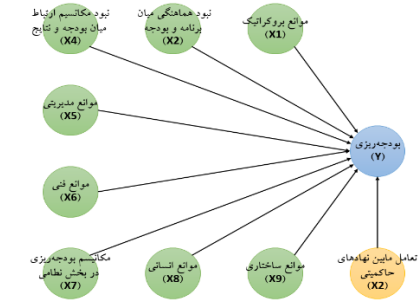 موانع بروکراتیک
(X1)
نبود هماهنگی میان
برنامه و بودجه
(X2)
نبود مکانسیم ارتباط
میان بودجه و نتایج
(X4)
موانع مدیریتی
(X5)
بودجه‌ریزی
(Y)
موانع فنی
(X6)
مکانسیم بودجه‌ریزی
در بخش نظامی
(X7)
موانع انسانی
(X8)
موانع ساختاری
(X9)
تعامل مابین نهادهای
حاکمیتی
(X2)